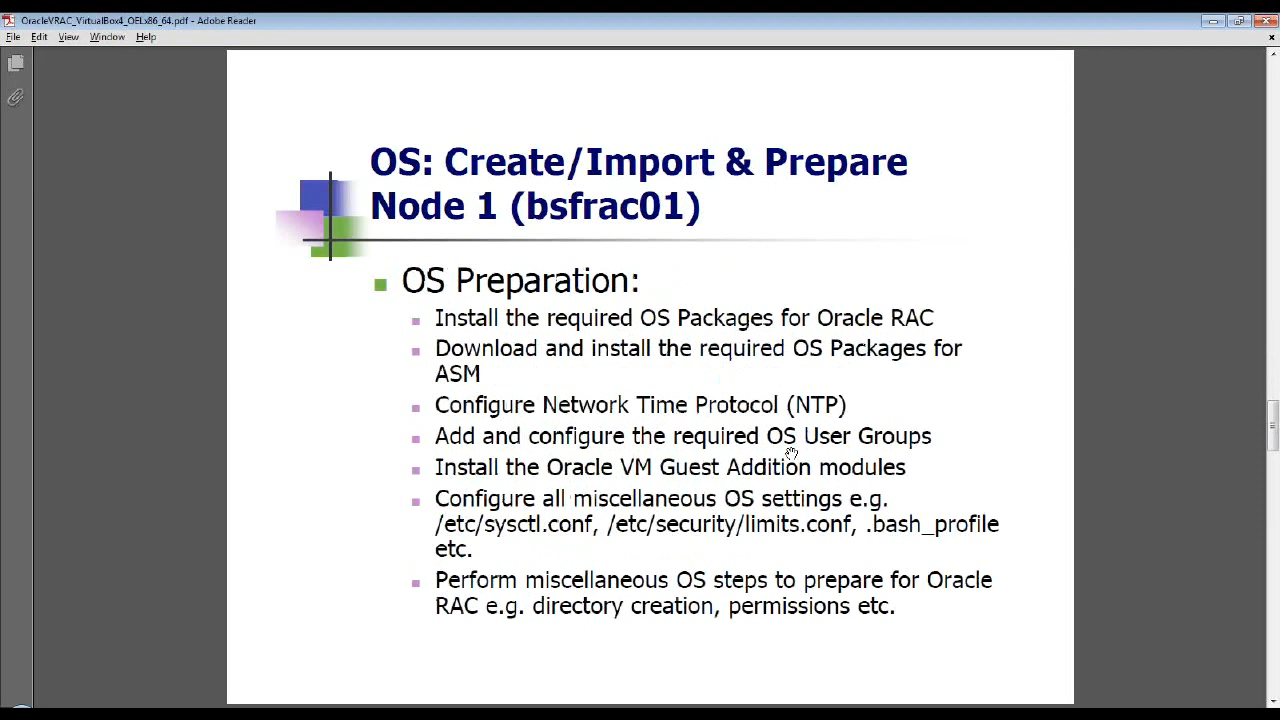 OracleVRAC_VirtualBox4_OELx86_64.pdf - Adobe Reader
File Edit View Window Help
OS: Create/Import & Prepare
Node 1 (bsfrac01)
OS Preparation:
Install the required OS Packages for Oracle RAC
Download and install the required OS Packages for
ASM
Configure Network Time Protocol (NTP)
Add and configure the required OS User Groups
Install the Oracle VM Guest Addition modules
Configure all miscellaneous OS settings e.g.
/etc/sysctl.conf, /etc/security/limits.conf, .bash_profile
etc.
Perform miscellaneous OS steps to prepare for Oracle
RAC e.g. directory creation, permissions etc.